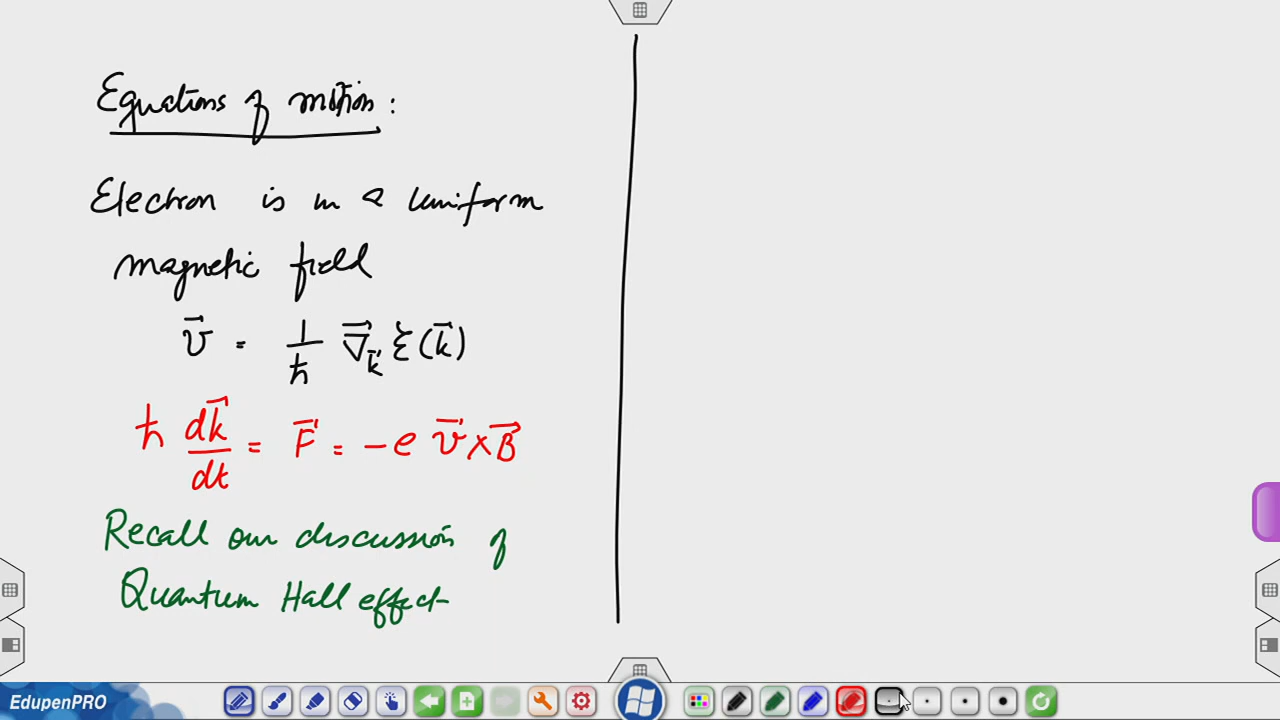 Equations of motion:
Electron is in a uniform
magnetic field
v⃗ = 1/ħ ∇⃗_k⃗ ξ(k⃗)
ħ dk⃗/dt = F⃗ = -e v⃗ × B⃗
Recall our discussion of
Quantum Hall effect
EdupenPRO